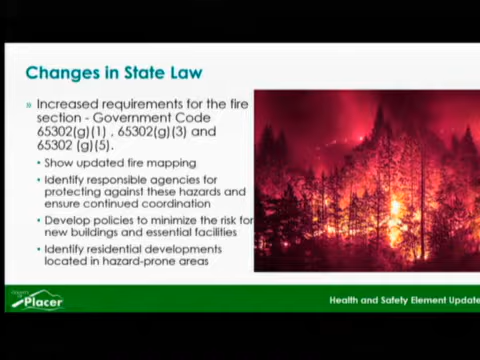 Changes in State Law
» Increased requirements for the fire
section - Government Code
65302(g)(1) , 65302(g)(3) and
65302 (g)(5).
• Show updated fire mapping
• Identify responsible agencies for
protecting against these hazards and
ensure continued coordination
• Develop policies to minimize the risk for
new buildings and essential facilities
• Identify residential developments
located in hazard-prone areas
Placer
Health and Safety Element Update